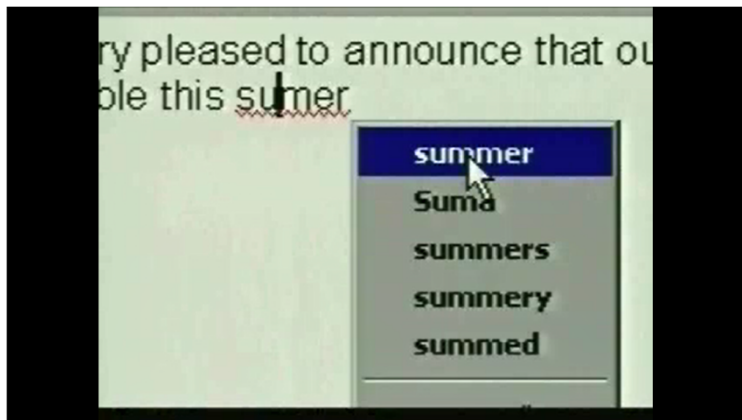 ry pleased to announce that ou
ble this sumer
summer
Suma
summers
summery
summed